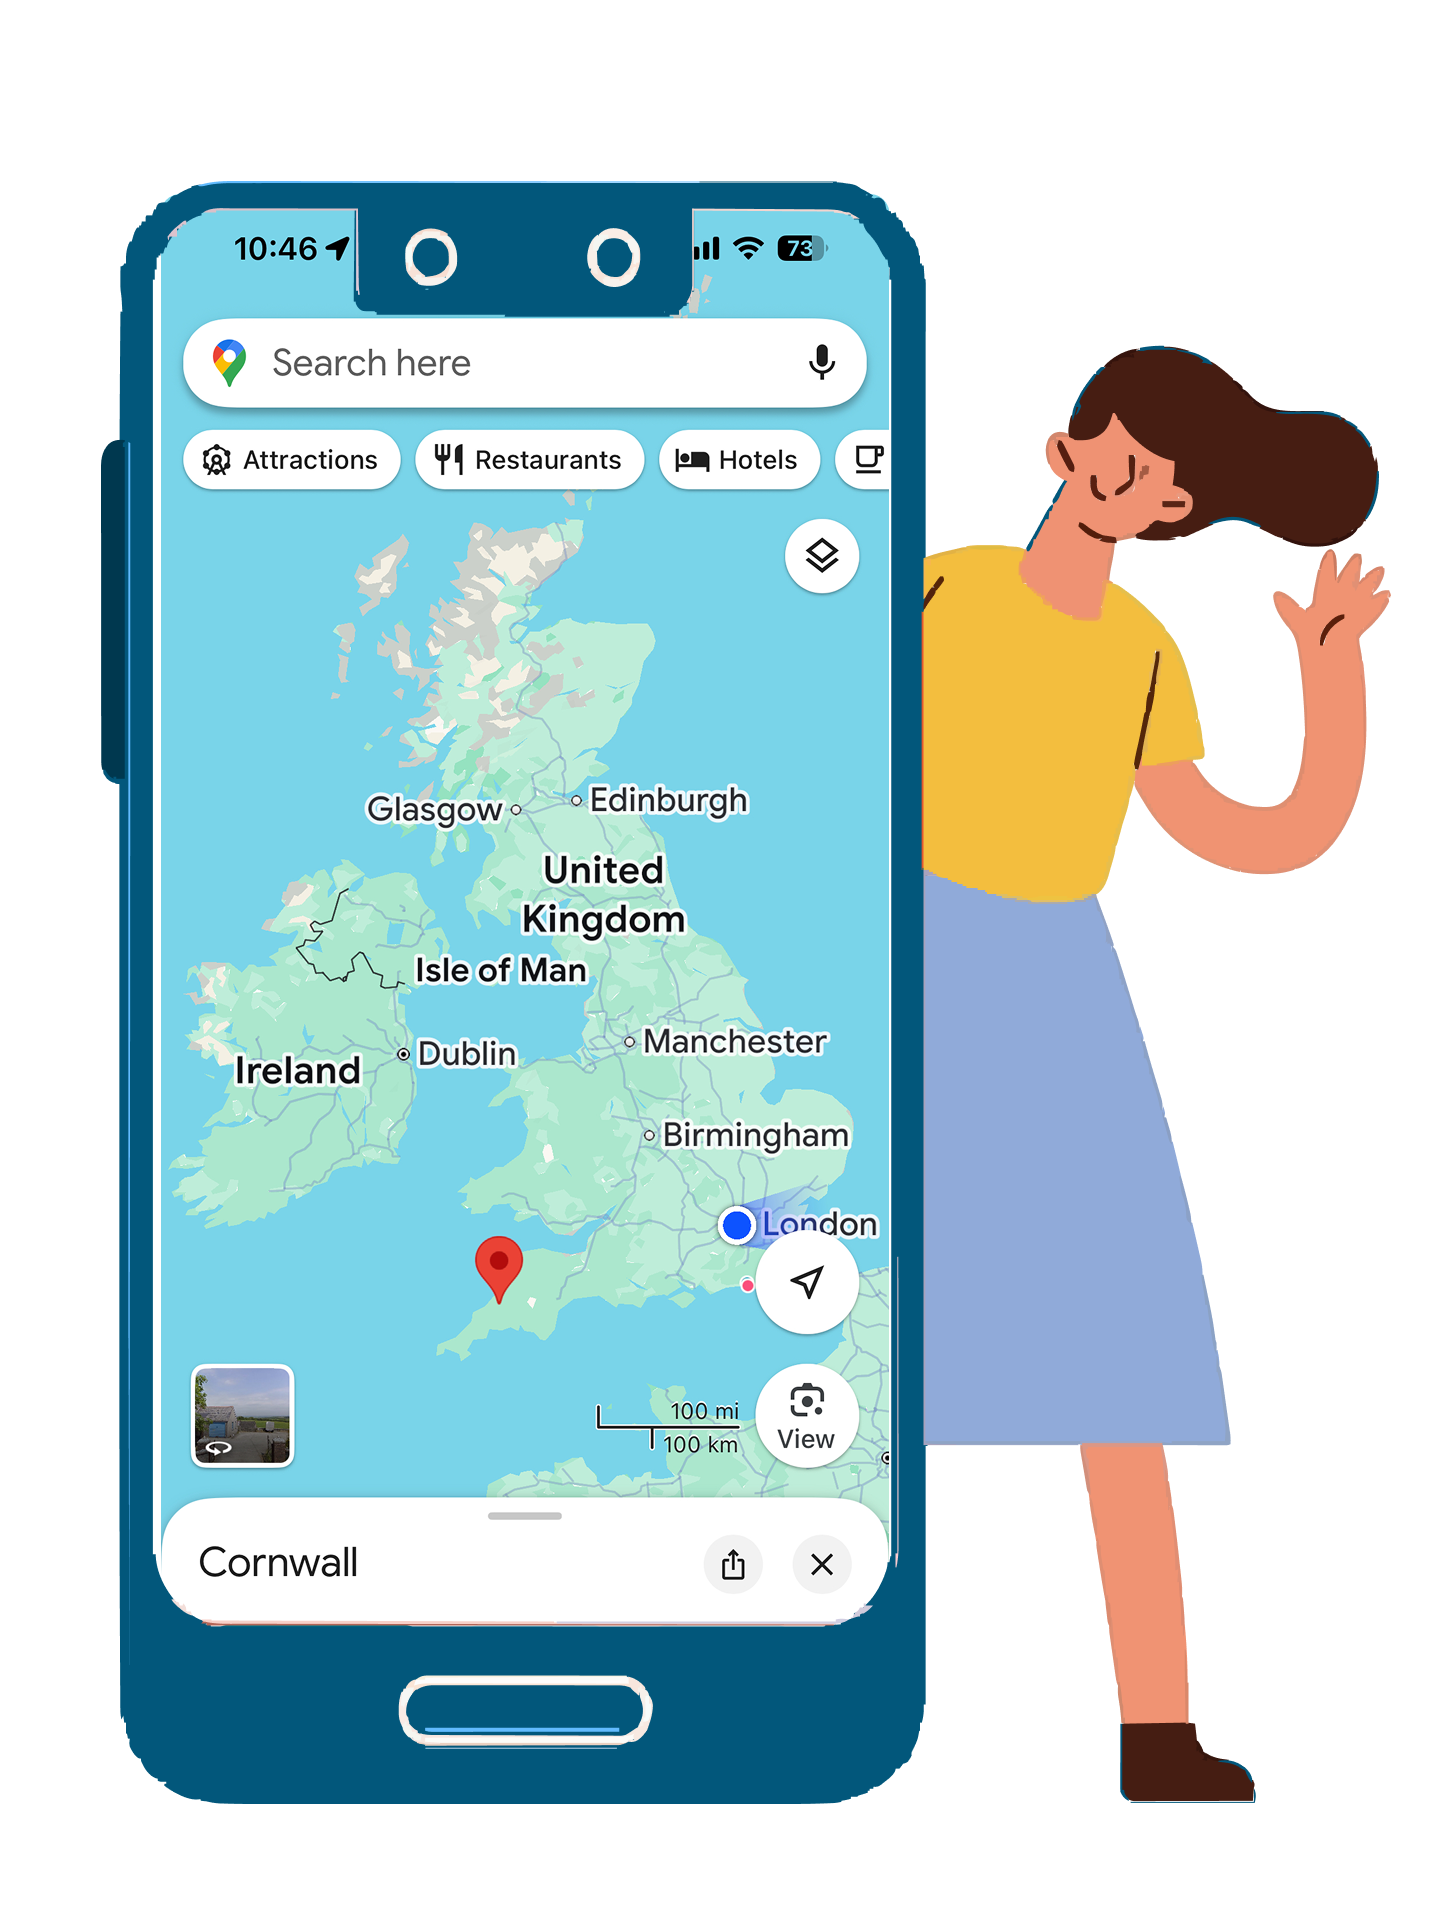 10:46
73
Search here
Attractions
Restaurants
Hotels
Glasgow
Edinburgh
United
Kingdom
Isle of Man
Manchester
Dublin
Ireland
Birmingham
London
100 mi
100 km
View
Cornwall